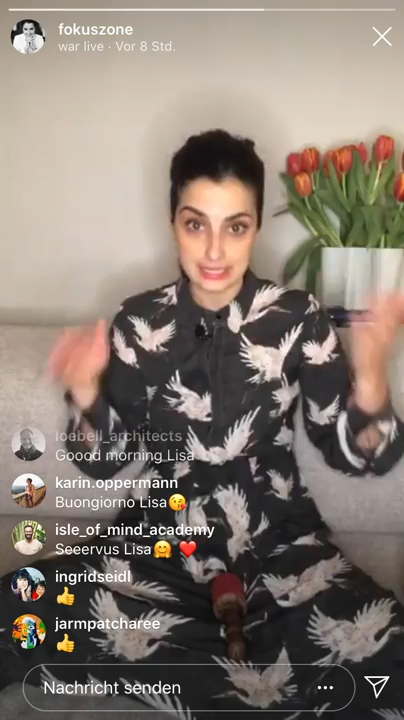 fokuszone
war live · Vor 8 Std.
loebell_architects
Goood morning Lisa
karin.oppermann
Buongiorno Lisa😘
isle_of_mind_academy
Seeervus Lisa🤗 ❤️
ingridseidl
👍
jarmpatcharee
👍
Nachricht senden